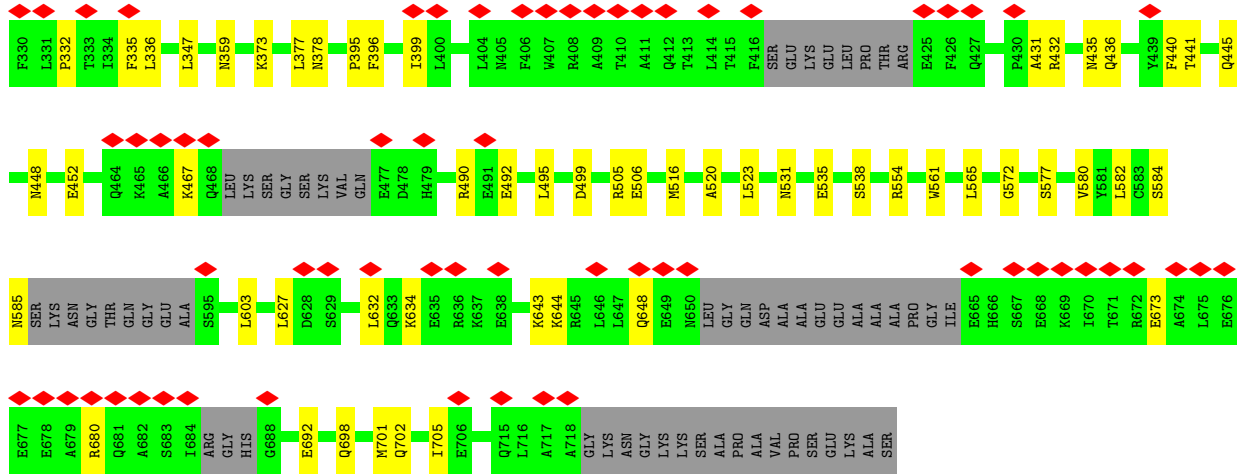 F330 L331 P332 T333 I334 F335 L336 L347 N359 K373 L377 N378 P395 F396 I399 L400 L404 N405 F406 W407 R408 A409 T410 A411 Q412 T413 L414 T415 F416 SER GLU LYS GLU GLU LEU PRO THR ARG E425 F426 Q427 P430 A431 R432 N435 Q436 Y439 F440 T441 Q445
N448 E452 Q464 K465 A466 K467 Q468 LEU LYS SER GLY SER LYS VAL GLN E477 D478 H479 R490 E491 E492 L495 D499 R505 E506 M516 A520 L523 N531 E535 S538 R554 W561 L565 G572 S577 V580 Y581 L582 C583 S584
N585 SER LYS ASN GLY THR GLN GLY GLU ALA S595 L603 L627 D628 S629 L632 Q633 K634 E635 R636 K637 E638 K643 K644 R645 L646 L647 Q648 E649 N650 LEU GLY GLN ASP ALA ALA GLU GLU ALA ALA ALA PRO GLY ILE E665 H666 S667 E668 K669 I670 T671 R672 E673 A674 L675 E676
E677 E678 A679 R680 Q681 A682 S683 I684 ARG GLY HIS G688 E692 Q698 M701 Q702 I705 E706 Q715 L716 A717 A718 GLY LYS ASN GLY LYS LYS SER ALA PRO ALA VAL PRO SER GLU LYS ALA SER